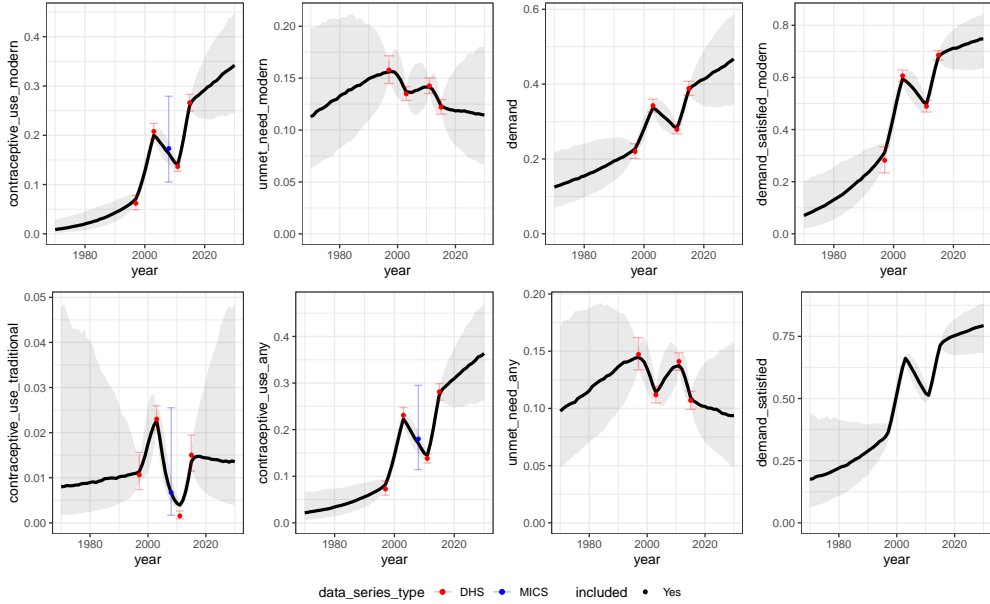 contraceptive_use_modern
0.4
0.3
0.2
0.1
0.0
1980 2000 2020
year
unmet_need_modern
0.20
0.15
0.10
0.05
0.00
1980 2000 2020
year
demand
0.6
0.4
0.2
0.0
1980 2000 2020
year
demand_satisfied_modern
0.8
0.6
0.4
0.2
0.0
1980 2000 2020
year
contraceptive_use_traditional
0.05
0.04
0.03
0.02
0.01
0.00
1980 2000 2020
year
contraceptive_use_any
0.4
0.3
0.2
0.1
0.0
1980 2000 2020
year
unmet_need_any
0.20
0.15
0.10
0.05
0.00
1980 2000 2020
year
demand_satisfied
0.75
0.50
0.25
0.00
1980 2000 2020
year
data_series_type DHS MICS included Yes